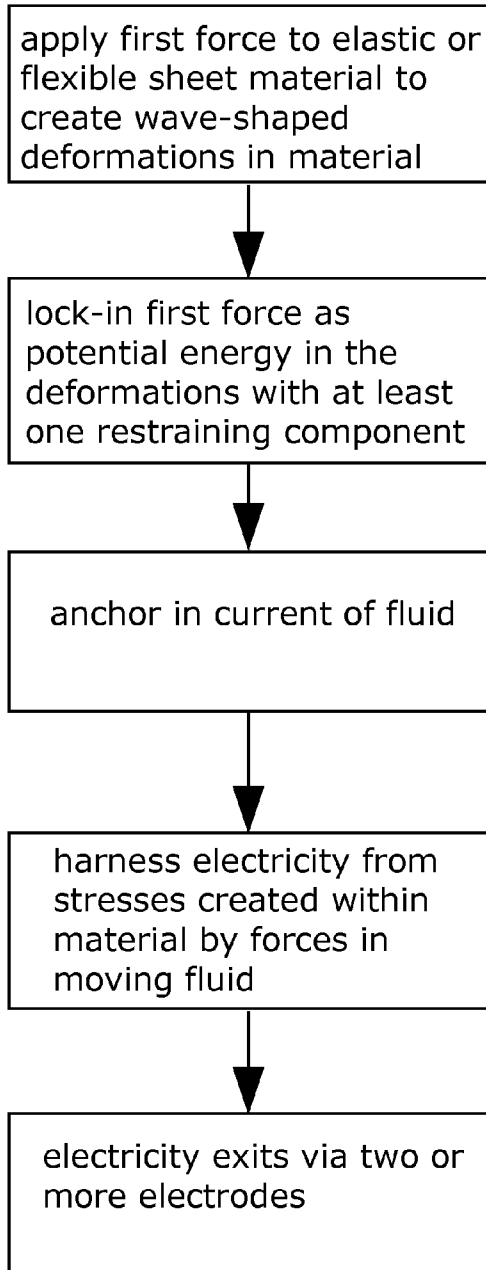 apply first force to elastic or
flexible sheet material to
create wave-shaped
deformations in material
lock-in first force as
potential energy in the
deformations with at least
one restraining component
anchor in current of fluid
harness electricity from
stresses created within
material by forces in
moving fluid
electricity exits via two or
more electrodes